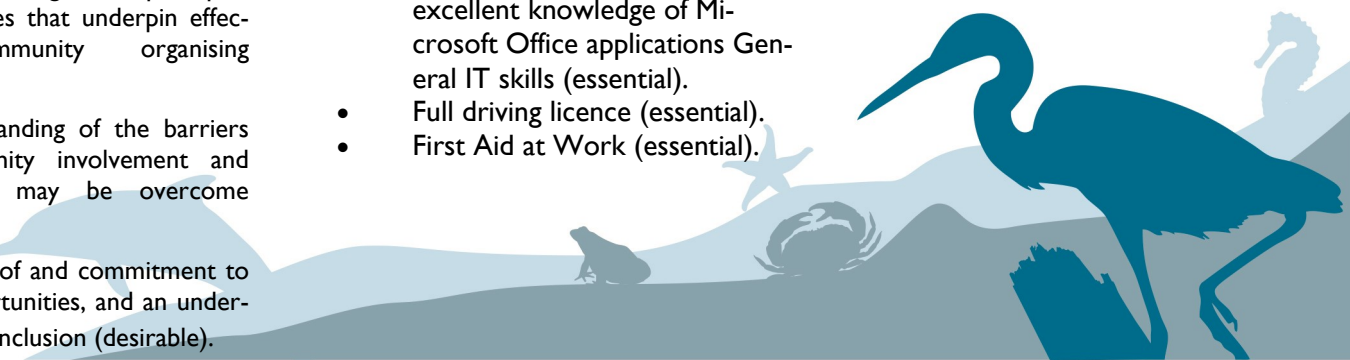 es that underpin effec-
mmunity organising
anding of the barriers
nity involvement and
may be overcome
of and commitment to
rtunities, and an under-
nclusion (desirable).
excellent knowledge of Mi-
crosoft Office applications Gen-
eral IT skills (essential).
• Full driving licence (essential).
• First Aid at Work (essential).